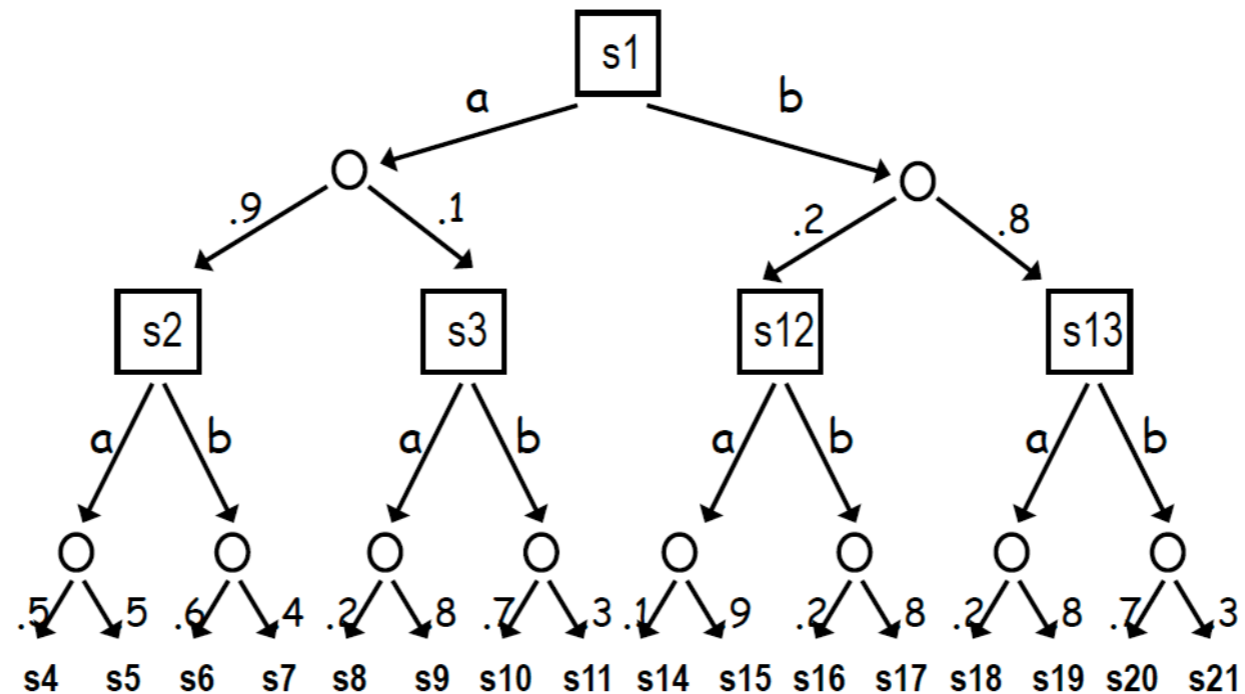 s1
a b
.9 .1 .2 .8
s2 s3 s12 s13
a b a b a b a b
.5 .5 .6 .4 .2 .8 .7 .3 .1 .9 .2 .8 .2 .8 .7 .3
s4 s5 s6 s7 s8 s9 s10 s11 s14 s15 s16 s17 s18 s19 s20 s21